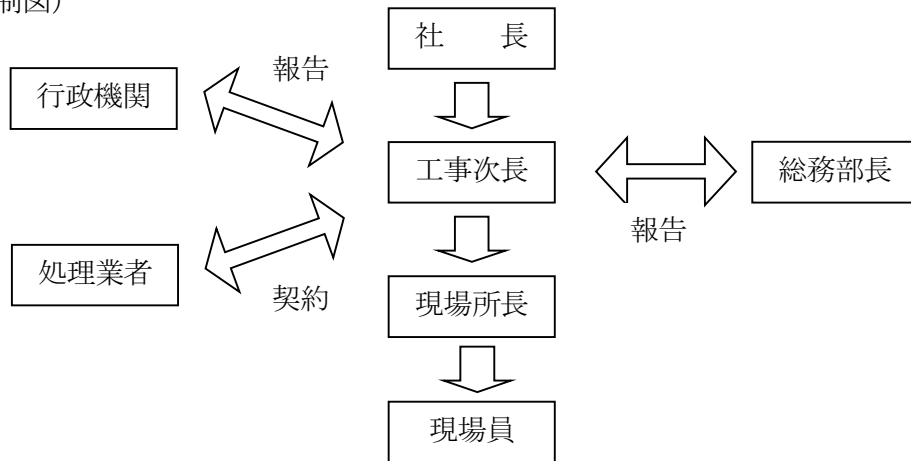 制図）
社　　長
報告
行政機関
工事次長
総務部長
報告
処理業者
契約
現場所長
現場員